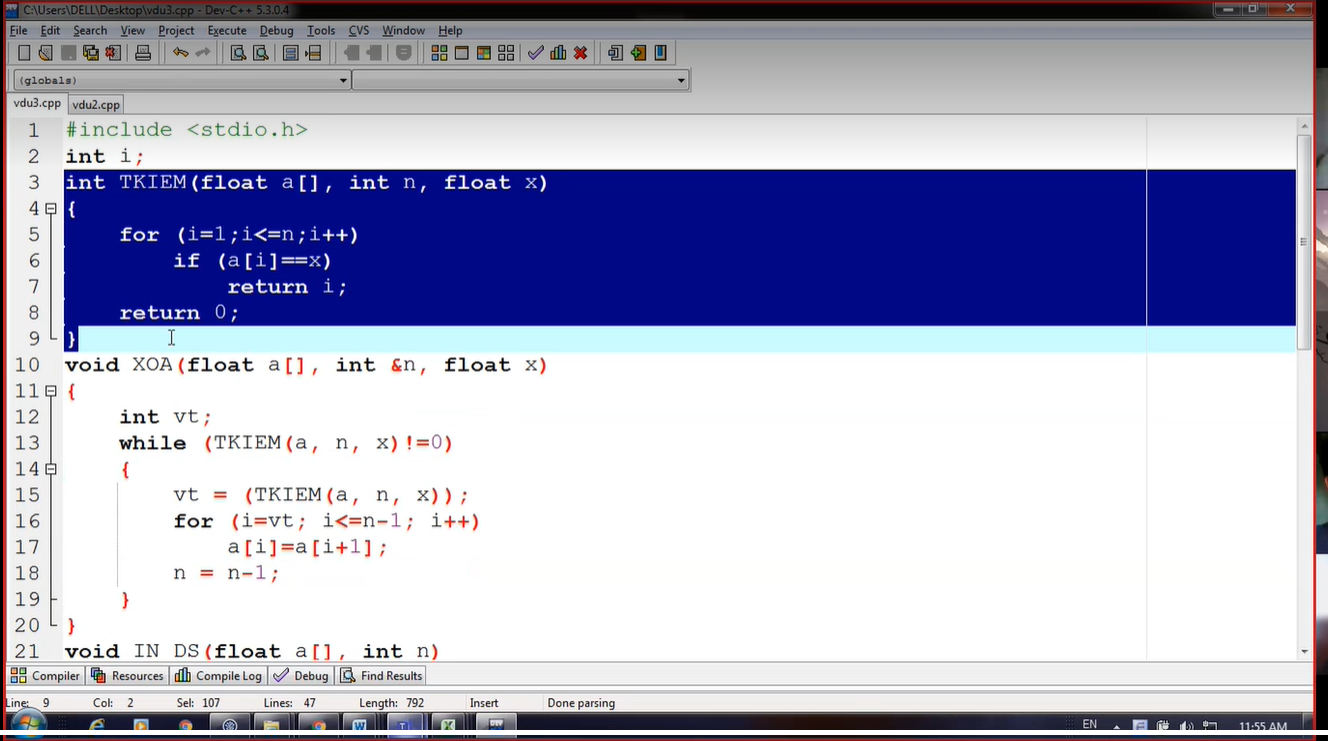 C:\Users\DELL\Desktop\vdu3.cpp - Dev-C++ 5.3.0.4
File Edit Search View Project Execute Debug Tools CVS Window Help
(globals)
vdu3.cpp vdu2.cpp
1 #include <stdio.h>
2 int i;
3 int TKIEM(float a[], int n, float x)
4 {
5 for (i=1;i<=n;i++)
6 if (a[i]==x)
7 return i;
8 return 0;
9 }
10 void XOA(float a[], int &n, float x)
11 {
12 int vt;
13 while (TKIEM(a, n, x)!=0)
14 {
15 vt = (TKIEM(a, n, x));
16 for (i=vt; i<=n-1; i++)
17 a[i]=a[i+1];
18 n = n-1;
19 }
20 }
21 void IN_DS(float a[], int n)
Compiler Resources Compile Log Debug Find Results
Line: 9 Col: 2 Sel: 107 Lines: 47 Length: 792 Insert Done parsing
EN 11:55 AM